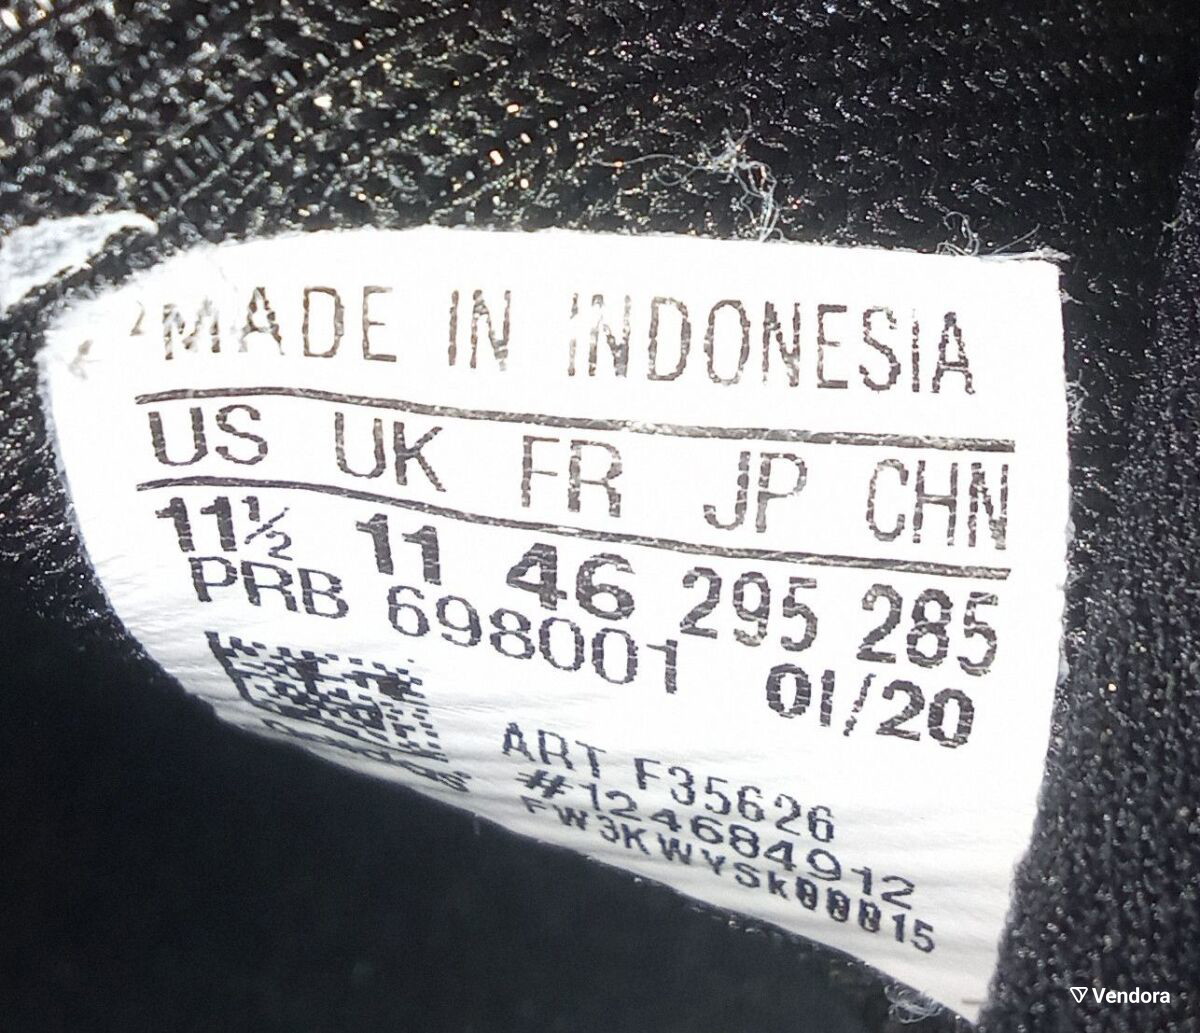 MADE IN INDONESIA
US UK FR JP CHN
11½ 11 46 295 285
PRB 698001 01/20
ART F35626
#124684912
Vendora